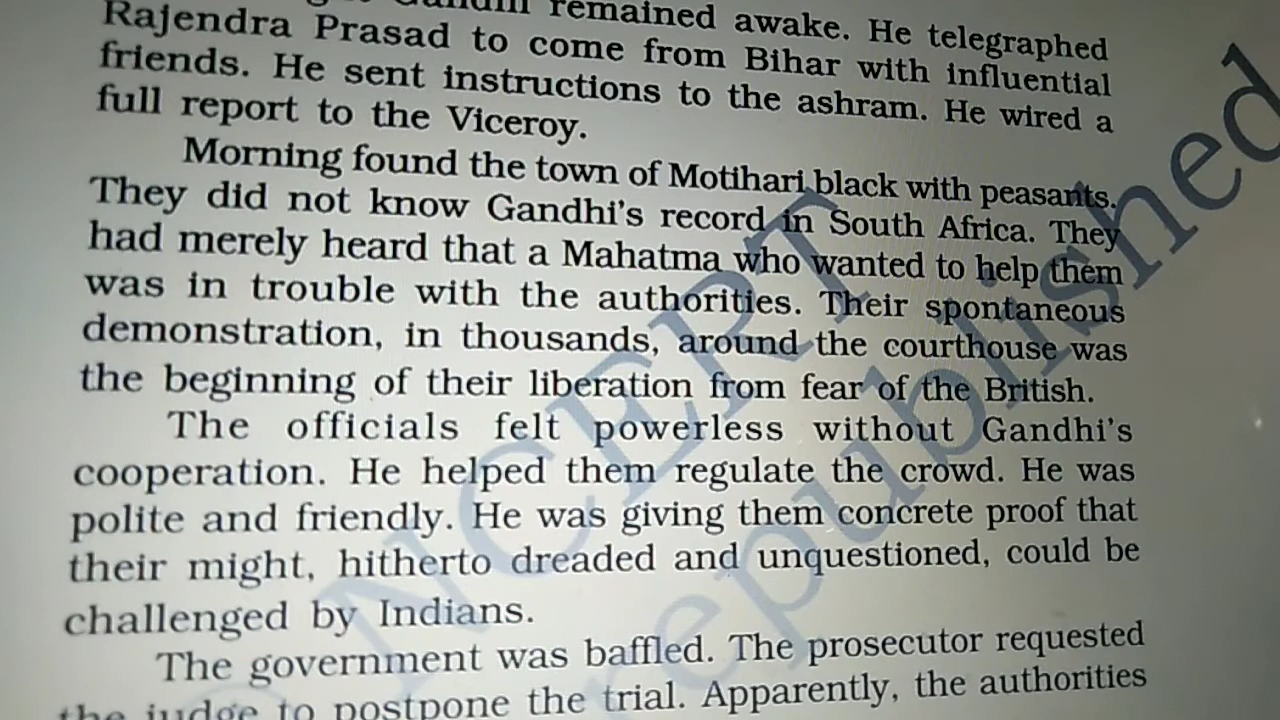 Gandhi remained awake. He telegraphed
Rajendra Prasad to come from Bihar with influential
friends. He sent instructions to the ashram. He wired a
full report to the Viceroy.
Morning found the town of Motihari black with peasants.
They did not know Gandhi's record in South Africa. They
had merely heard that a Mahatma who wanted to help them
was in trouble with the authorities. Their spontaneous
demonstration, in thousands, around the courthouse was
the beginning of their liberation from fear of the British.
The officials felt powerless without Gandhi's
cooperation. He helped them regulate the crowd. He was
polite and friendly. He was giving them concrete proof that
their might, hitherto dreaded and unquestioned, could be
challenged by Indians.
The government was baffled. The prosecutor requested
the judge to postpone the trial. Apparently, the authorities
© NCERT
republished